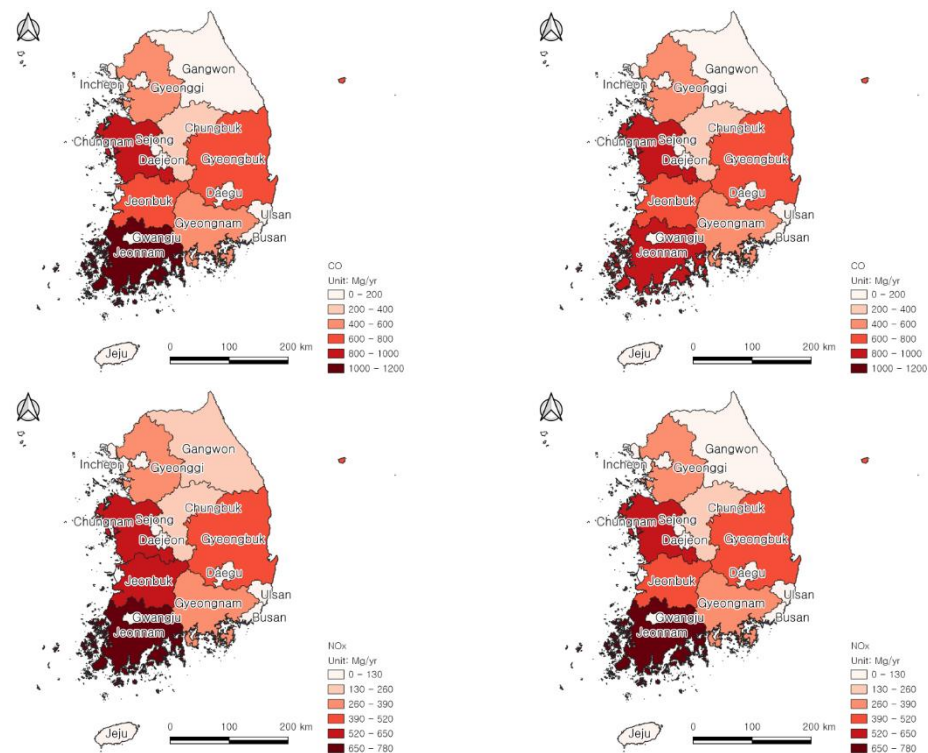 Gangwon
Incheon
Gyeonggi
Chungbuk
Chungnam
Sejong
Daejeon
Gyeongbuk
Daegu
Jeonbuk
Ulsan
Gyeongnam
Gwangju
Busan
Jeonnam
CO
Unit: Mg/yr
0 - 200
200 - 400
400 - 600
600 - 800
800 - 1000
1000 - 1200
Jeju
0 100 200 km
Gangwon
Incheon
Gyeonggi
Chungbuk
Chungnam
Sejong
Daejeon
Gyeongbuk
Daegu
Jeonbuk
Ulsan
Gyeongnam
Gwangju
Busan
Jeonnam
CO
Unit: Mg/yr
0 - 200
200 - 400
400 - 600
600 - 800
800 - 1000
1000 - 1200
Jeju
0 100 200 km
Gangwon
Incheon
Gyeonggi
Chungbuk
Chungnam
Sejong
Daejeon
Gyeongbuk
Daegu
Jeonbuk
Ulsan
Gyeongnam
Gwangju
Busan
Jeonnam
NOx
Unit: Mg/yr
0 - 130
130 - 260
260 - 390
390 - 520
520 - 650
650 - 780
Jeju
0 100 200 km
Gangwon
Incheon
Gyeonggi
Chungbuk
Chungnam
Sejong
Daejeon
Gyeongbuk
Daegu
Jeonbuk
Ulsan
Gyeongnam
Gwangju
Busan
Jeonnam
NOx
Unit: Mg/yr
0 - 130
130 - 260
260 - 390
390 - 520
520 - 650
650 - 780
Jeju
0 100 200 km